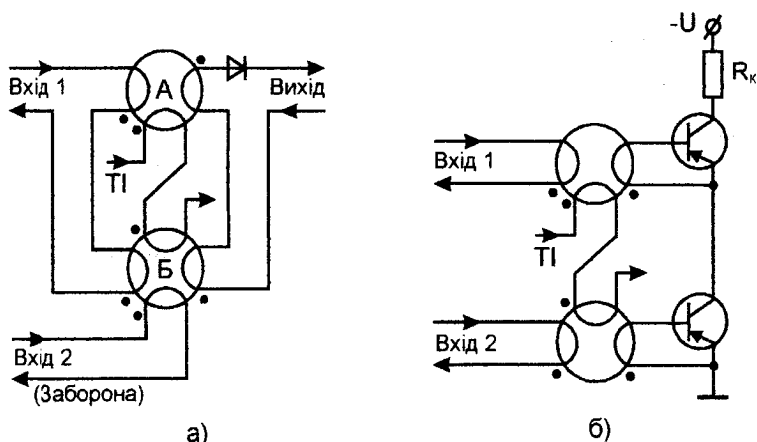 Вхід 1
А
Вихід
ТІ
Б
Вхід 2
(Заборона)
а)
-U
Rк
Вхід 1
ТІ
Вхід 2
б)